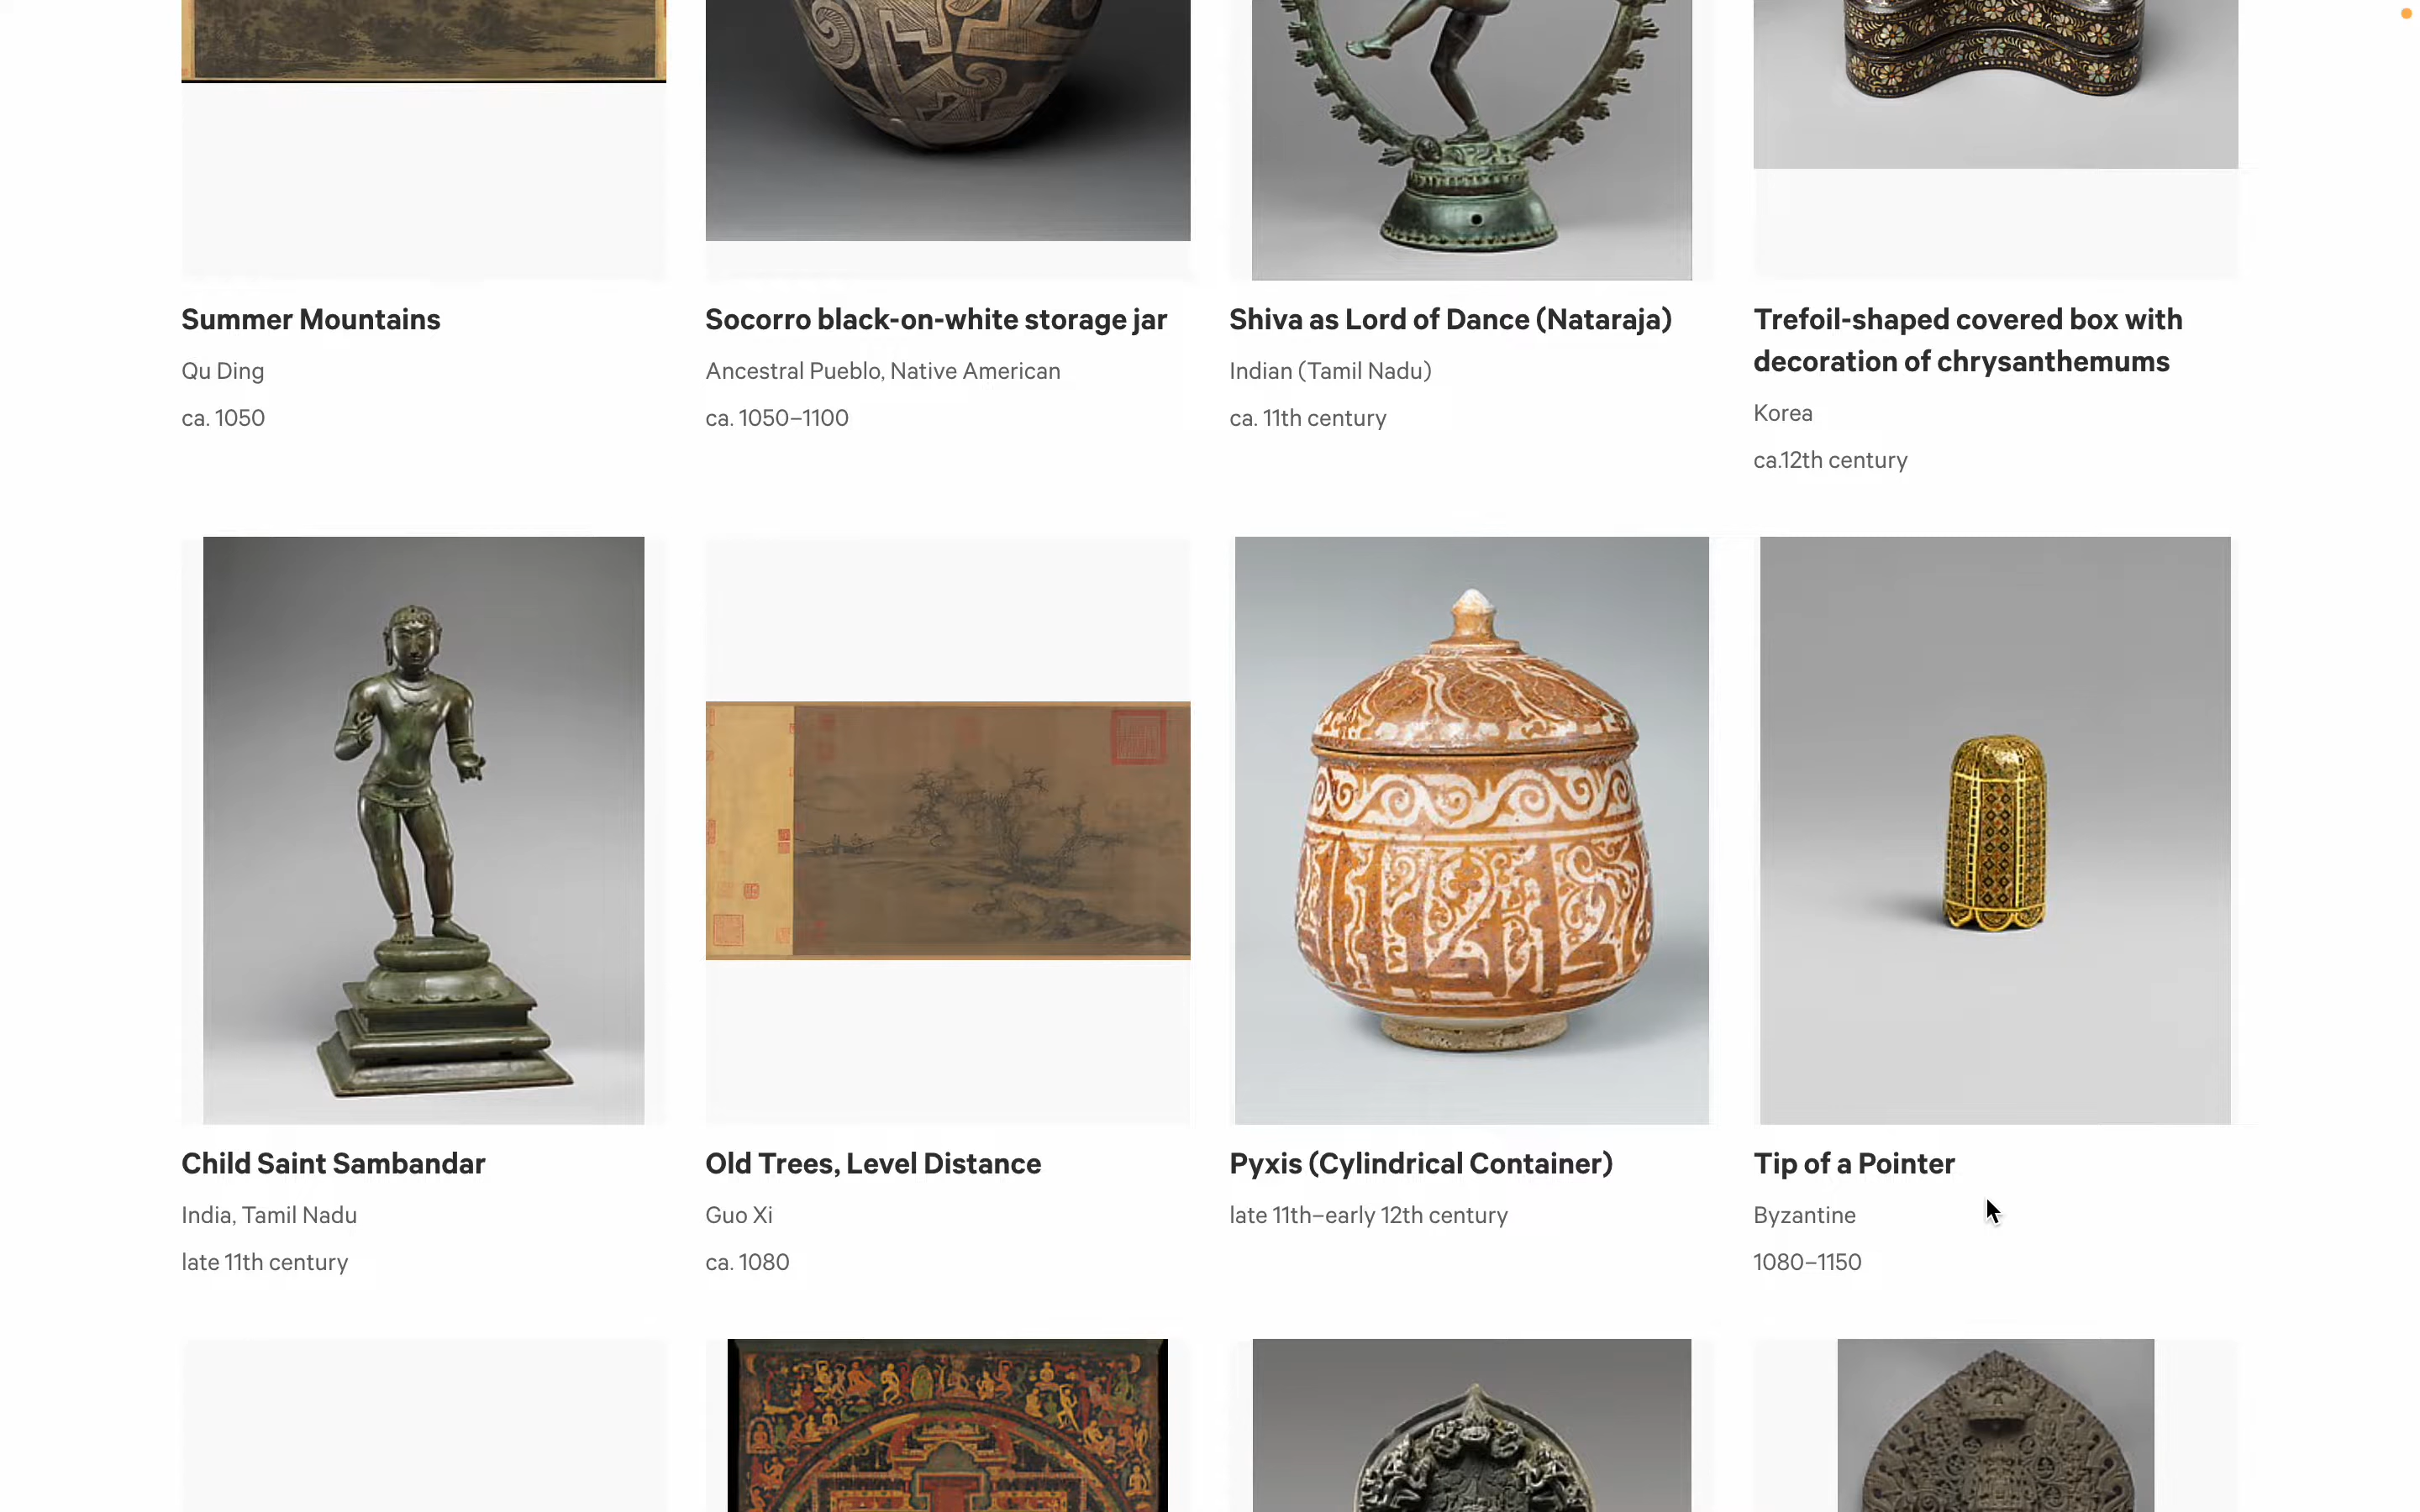 Summer Mountains
Qu Ding
ca. 1050
Socorro black-on-white storage jar
Ancestral Pueblo, Native American
ca. 1050–1100
Shiva as Lord of Dance (Nataraja)
Indian (Tamil Nadu)
ca. 11th century
Trefoil-shaped covered box with
decoration of chrysanthemums
Korea
ca.12th century
Child Saint Sambandar
India, Tamil Nadu
late 11th century
Old Trees, Level Distance
Guo Xi
ca. 1080
Pyxis (Cylindrical Container)
late 11th–early 12th century
Tip of a Pointer
Byzantine
1080–1150